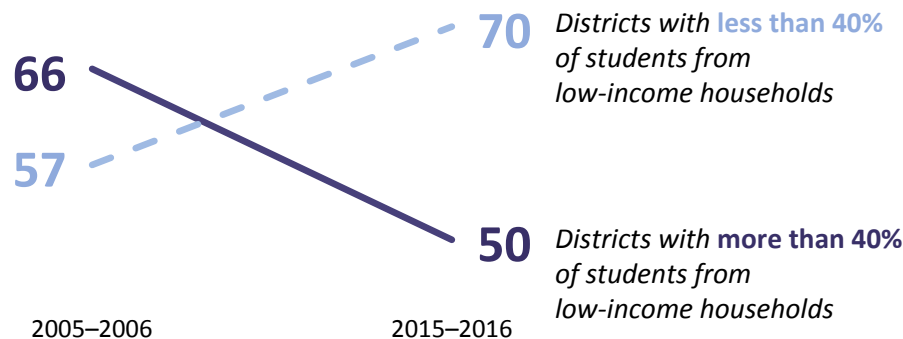 66
57
70
Districts with less than 40%
of students from
low-income households
50
Districts with more than 40%
of students from
low-income households
2005–2006
2015–2016